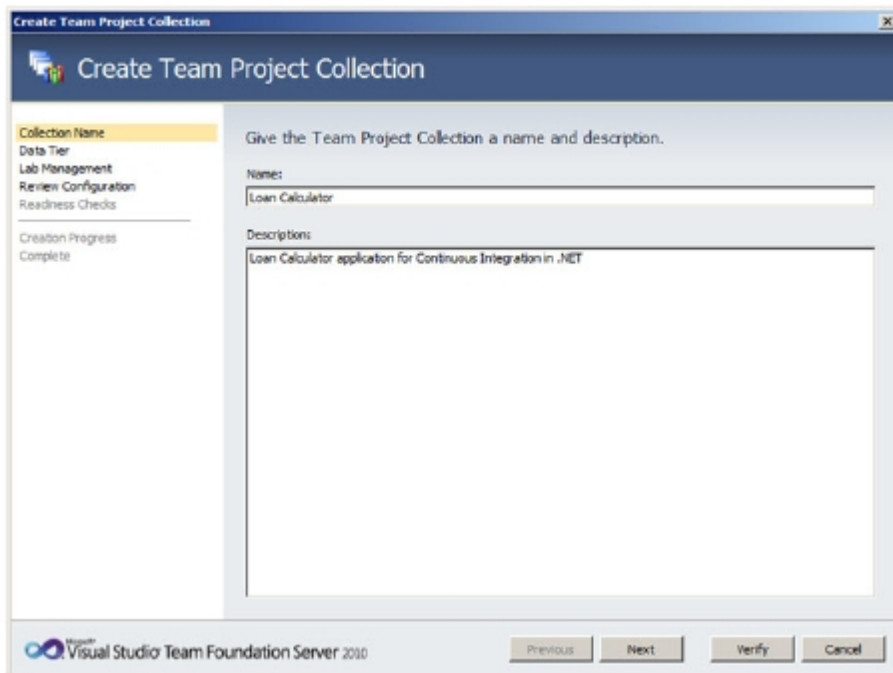 Create Team Project Collection
Create Team Project Collection
Collection Name
Data Tier
Lab Management
Review Configuration
Readiness Checks
Creation Progress
Complete
Give the Team Project Collection a name and description.
Name:
Loan Calculator
Description:
Loan Calculator application for Continuous Integration in .NET
Microsoft
Visual Studio Team Foundation Server 2010
Previous
Next
Verify
Cancel